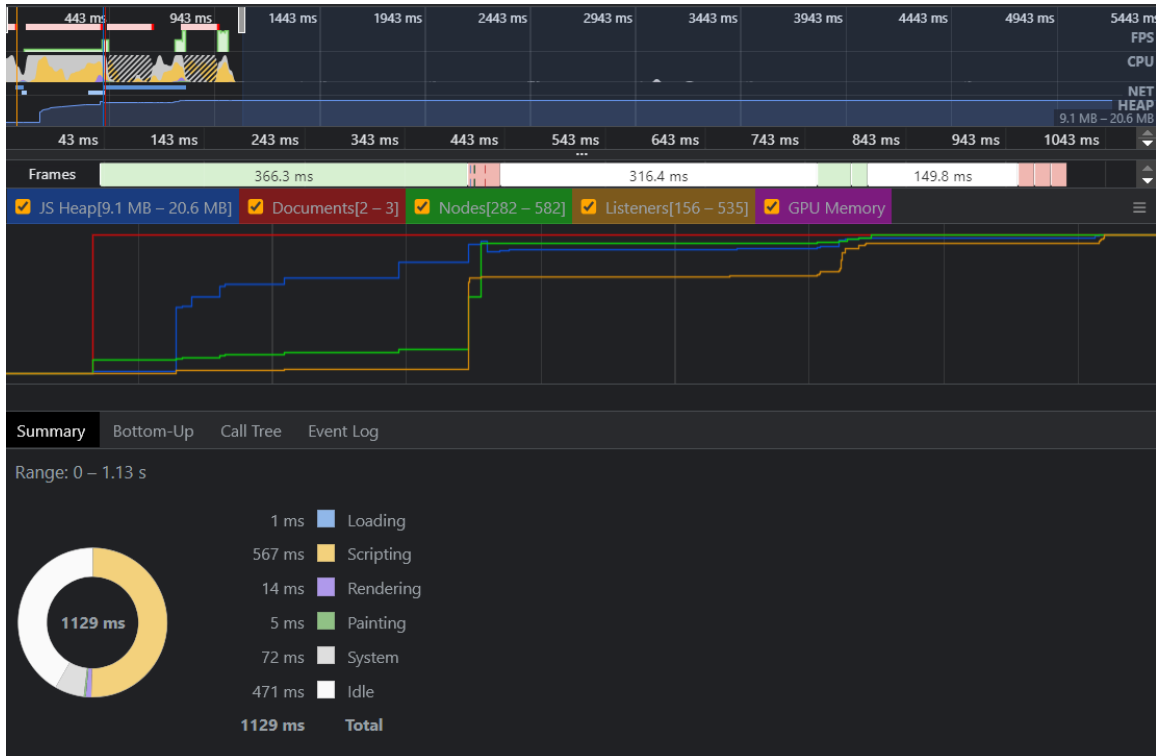 443 ms 943 ms 1443 ms 1943 ms 2443 ms 2943 ms 3443 ms 3943 ms 4443 ms 4943 ms 5443 ms
FPS
CPU
NET
HEAP
9.1 MB – 20.6 MB
43 ms 143 ms 243 ms 343 ms 443 ms 543 ms 643 ms 743 ms 843 ms 943 ms 1043 ms
...
Frames 366.3 ms 316.4 ms 149.8 ms
JS Heap[9.1 MB – 20.6 MB] Documents[2 – 3] Nodes[282 – 582] Listeners[156 – 535] GPU Memory
Summary Bottom-Up Call Tree Event Log
Range: 0 – 1.13 s
1 ms Loading
567 ms Scripting
14 ms Rendering
1129 ms 5 ms Painting
72 ms System
471 ms Idle
1129 ms Total